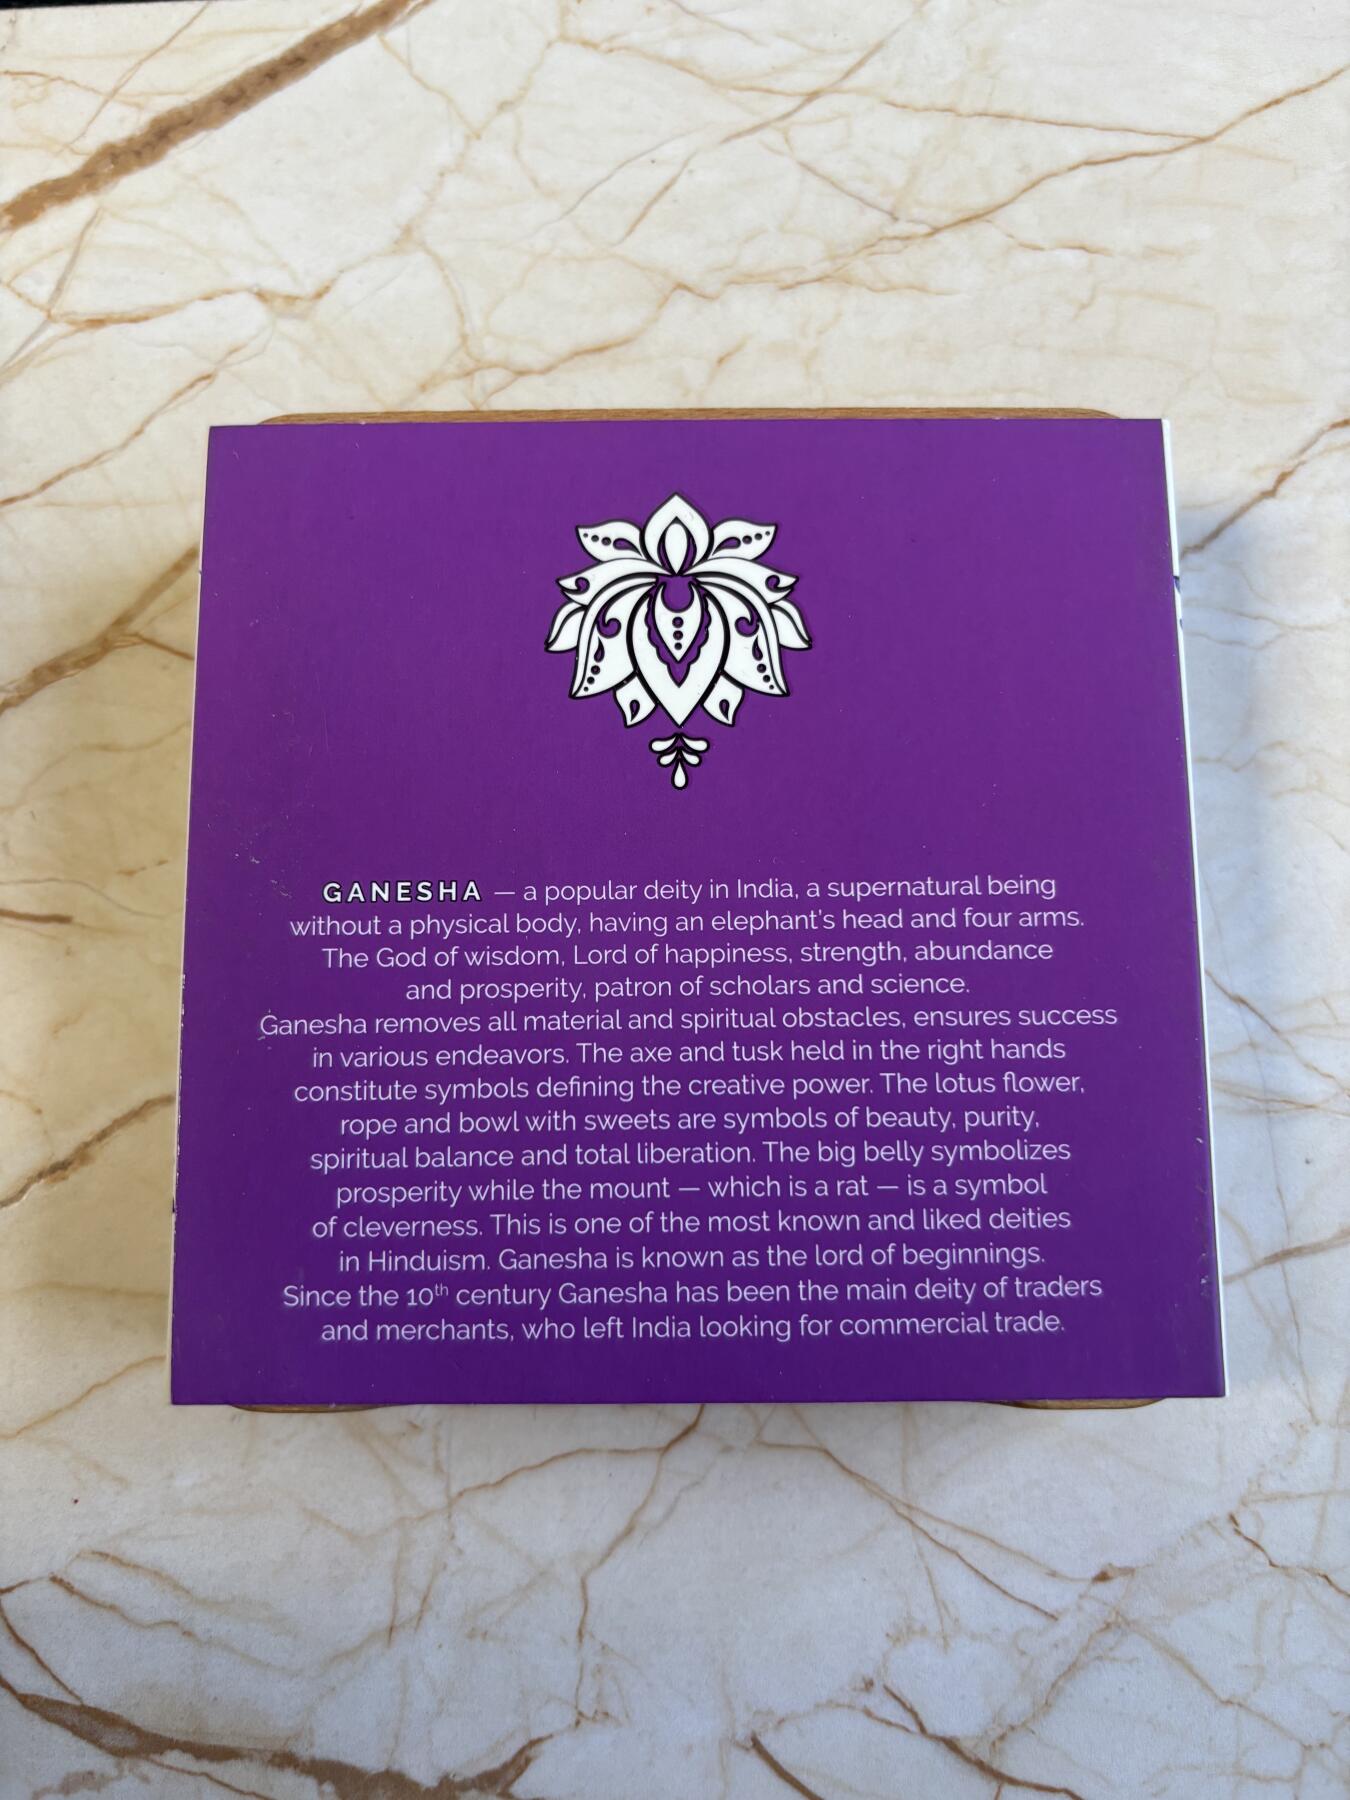 GANESHA — a popular deity in India, a supernatural being
without a physical body, having an elephant's head and four arms.
The God of wisdom, Lord of happiness, strength, abundance
and prosperity, patron of scholars and science.
Ganesha removes all material and spiritual obstacles, ensures success
in various endeavors. The axe and tusk held in the right hands
constitute symbols defining the creative power. The lotus flower,
rope and bowl with sweets are symbols of beauty, purity,
spiritual balance and total liberation. The big belly symbolizes
prosperity while the mount — which is a rat — is a symbol
of cleverness. This is one of the most known and liked deities
in Hinduism. Ganesha is known as the lord of beginnings.
Since the 10th century Ganesha has been the main deity of traders
and merchants, who left India looking for commercial trade.